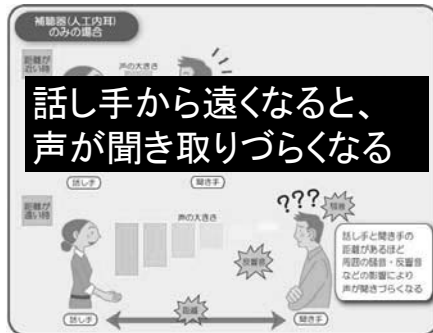 補聴器(人工内耳)
のみの場合
距離が
近い時
声の大きさ
話し手から遠くなると、
声が聞き取りづらくなる
話し手
聞き手
距離が
遠い時
声の大きさ
???
騒音
反響音
話し手と聞き手の
距離があるほど
周囲の騒音・反響音
などの影響により
声が聞きづらくなる
距離
話し手
聞き手